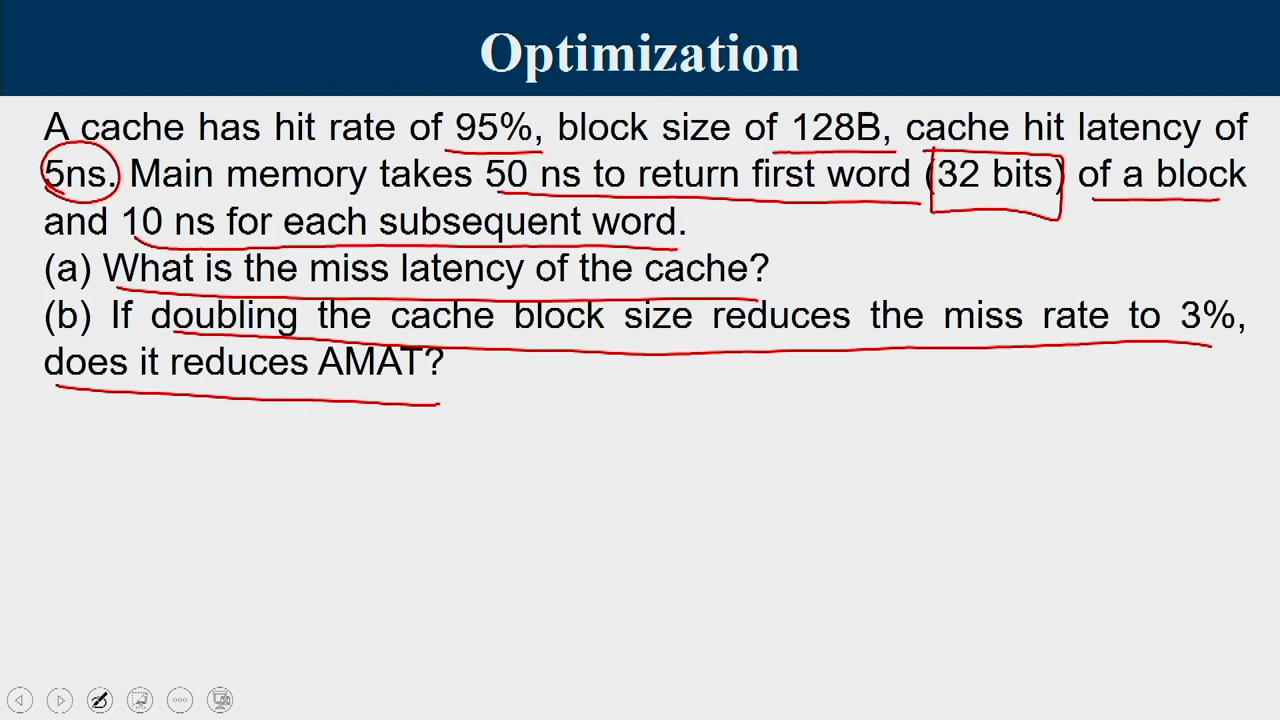 Optimization
A cache has hit rate of 95%, block size of 128B, cache hit latency of
5ns. Main memory takes 50 ns to return first word (32 bits) of a block
and 10 ns for each subsequent word.
(a) What is the miss latency of the cache?
(b) If doubling the cache block size reduces the miss rate to 3%,
does it reduces AMAT?